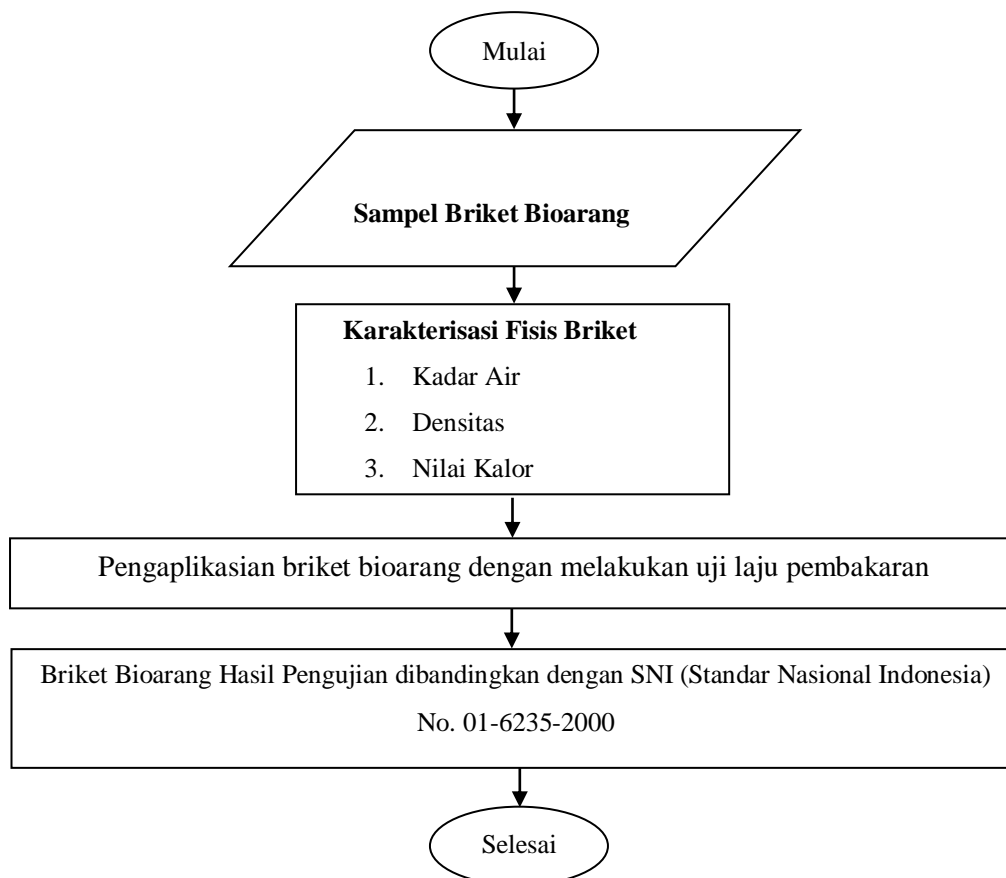 Mulai
Sampel Briket Bioarang
Karakterisasi Fisis Briket
1. Kadar Air
2. Densitas
3. Nilai Kalor
Pengaplikasian briket bioarang dengan melakukan uji laju pembakaran
Briket Bioarang Hasil Pengujian dibandingkan dengan SNI (Standar Nasional Indonesia)
No. 01-6235-2000
Selesai